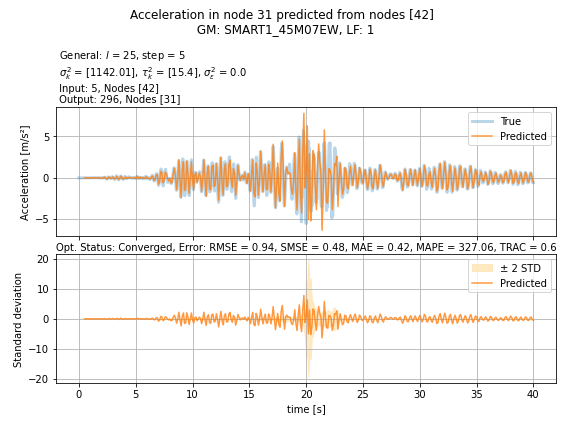 Acceleration in node 31 predicted from nodes [42]
GM: SMART1_45M07EW, LF: 1
General: l = 25, step = 5
σ²ₖ = [1142.01], τ²ₖ = [15.4], σ²_ε = 0.0
Input: 5, Nodes [42]
Output: 296, Nodes [31]
Acceleration [m/s²]
5
0
−5
True
Predicted
Opt. Status: Converged, Error: RMSE = 0.94, SMSE = 0.48, MAE = 0.42, MAPE = 327.06, TRAC = 0.6
Standard deviation
20
10
0
−10
−20
± 2 STD
Predicted
0 5 10 15 20 25 30 35 40
time [s]